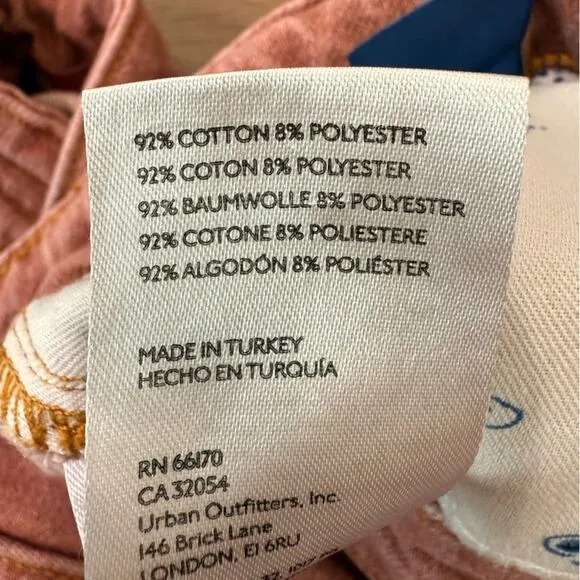 92% COTTON 8% POLYESTER
92% COTON 8% POLYESTER
92% BAUMWOLLE 8% POLYESTER
92% COTONE 8% POLIESTERE
92% ALGODÓN 8% POLIÉSTER
MADE IN TURKEY
HECHO EN TURQUÍA
RN 66170
CA 32054
Urban Outfitters, Inc.
146 Brick Lane
LONDON, E1 6RU